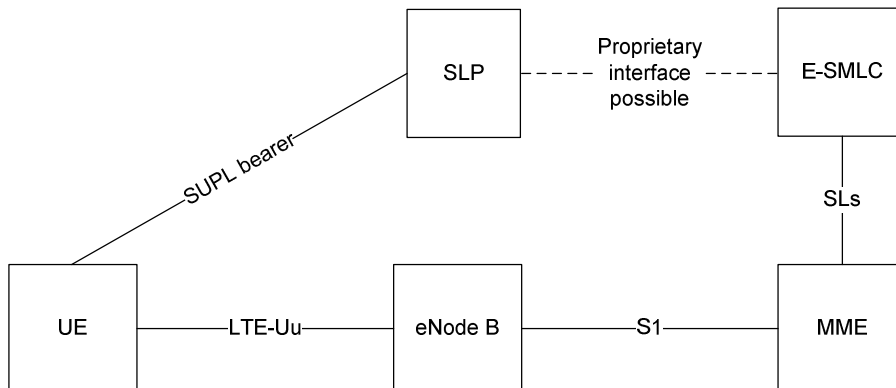 SLP
Proprietary
interface
possible
E-SMLC
SUPL bearer
SLs
UE
LTE-Uu
eNode B
S1
MME